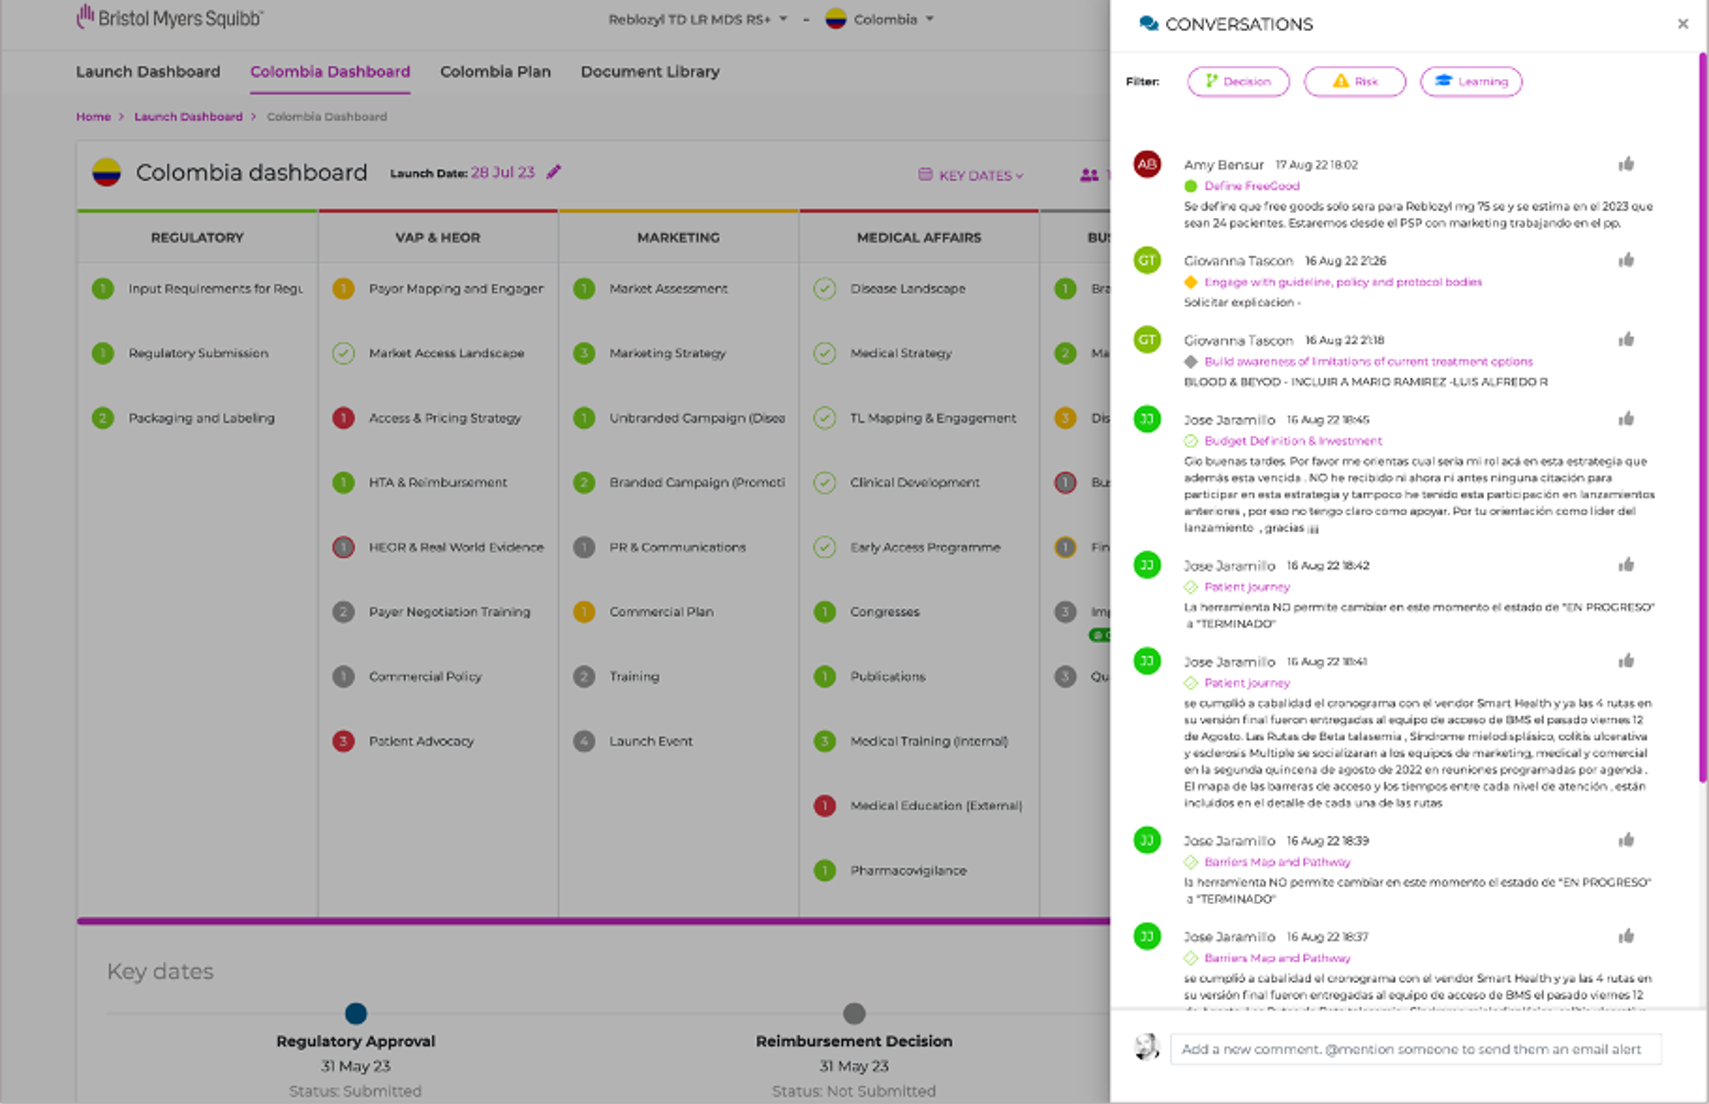 Bristol Myers Squibb™
Reblozyl TD LR MDS RS+ - Colombia
Launch Dashboard Colombia Dashboard Colombia Plan Document Library
Home > Launch Dashboard > Colombia Dashboard
Colombia dashboard Launch Date: 28 Jul 23 KEY DATES
REGULATORY
1 Input Requirements for Regu
1 Regulatory Submission
2 Packaging and Labeling
VAP & HEOR
1 Payor Mapping and Engager
Market Access Landscape
1 Access & Pricing Strategy
1 HTA & Reimbursement
1 HEOR & Real World Evidence
2 Payer Negotiation Training
1 Commercial Policy
3 Patient Advocacy
MARKETING
1 Market Assessment
3 Marketing Strategy
1 Unbranded Campaign (Disea
2 Branded Campaign (Promoti
1 PR & Communications
1 Commercial Plan
2 Training
4 Launch Event
MEDICAL AFFAIRS
Disease Landscape
Medical Strategy
TL Mapping & Engagement
Clinical Development
Early Access Programme
1 Congresses
1 Publications
3 Medical Training (Internal)
1 Medical Education (External)
1 Pharmacovigilance
BUS
1 Bra
2 Ma
3 Dis
1 Bus
1 Fin
3 Imp
3 Qu
Key dates
Regulatory Approval
31 May 23
Status: Submitted
Reimbursement Decision
31 May 23
Status: Not Submitted
CONVERSATIONS ×
Filter: Decision Risk Learning
AB Amy Bensur 17 Aug 22 18:02
Define FreeGood
Se define que free goods solo sera para Reblozyl mg 75 se y se estima en el 2023 que
sean 24 pacientes. Estaremos desde el PSP con marketing trabajando en el pp.
GT Giovanna Tascon 16 Aug 22 21:26
Engage with guideline, policy and protocol bodies
Solicitar explicacion -
GT Giovanna Tascon 16 Aug 22 21:18
Build awareness of limitations of current treatment options
BLOOD & BEYOD - INCLUIR A MARIO RAMIREZ -LUIS ALFREDO R
JJ Jose Jaramillo 16 Aug 22 18:45
Budget Definition & Investment
Gio buenas tardes. Por favor me orientas cual seria mi rol acá en esta estrategia que
además esta vencida . NO he recibido ni ahora ni antes ninguna citación para
participar en esta estrategia y tampoco he tenido esta participación en lanzamientos
anteriores , por eso no tengo claro como apoyar. Por tu orientación como lider del
lanzamiento , gracias ¡¡¡
JJ Jose Jaramillo 16 Aug 22 18:42
Patient journey
La herramienta NO permite cambiar en este momento el estado de "EN PROGRESO"
a "TERMINADO"
JJ Jose Jaramillo 16 Aug 22 18:41
Patient journey
se cumplió a cabalidad el cronograma con el vendor Smart Health y ya las 4 rutas en
su versión final fueron entregadas al equipo de acceso de BMS el pasado viernes 12
de Agosto. Las Rutas de Beta talasemia , Síndrome mielodisplásico, colitis ulcerativa
y esclerosis Multiple se socializaran a los equipos de marketing, medical y comercial
en la segunda quincena de agosto de 2022 en reuniones programadas por agenda .
El mapa de las barreras de acceso y los tiempos entre cada nivel de atención , están
incluidos en el detalle de cada una de las rutas
JJ Jose Jaramillo 16 Aug 22 18:39
Barriers Map and Pathway
la herramienta NO permite cambiar en este momento el estado de "EN PROGRESO"
a "TERMINADO"
JJ Jose Jaramillo 16 Aug 22 18:37
Barriers Map and Pathway
se cumplió a cabalidad el cronograma con el vendor Smart Health y ya las 4 rutas en
su versión final fueron entregadas al equipo de acceso de BMS el pasado viernes 12
Add a new comment. @mention someone to send them an email alert